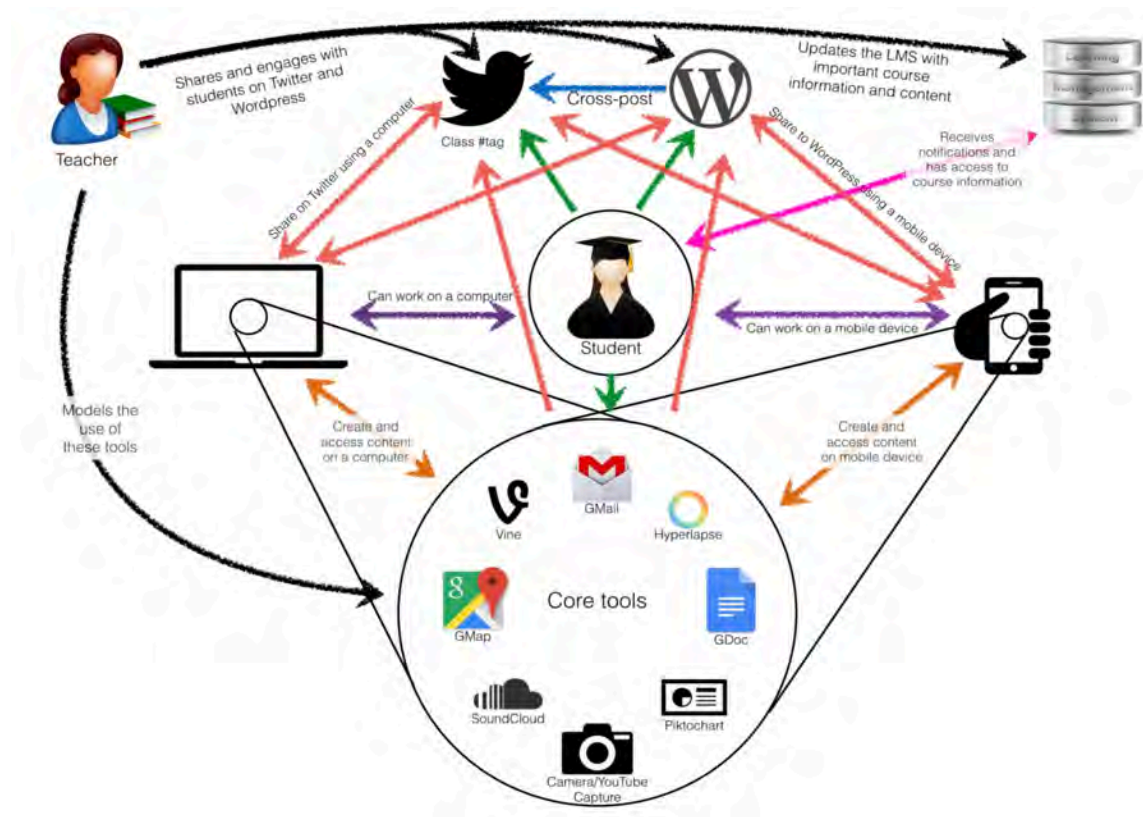 Shares and engages with
students on Twitter and
Wordpress
Updates the LMS with
important course
information and content
Learning
Management
System
Teacher
Cross-post
Class #tag
Receives
notifications and
has access to
course information
Share on Twitter using a computer
Share to WordPress using a mobile device
Can work on a computer
Can work on a mobile device
Student
Models the
use of
these tools
Create and
access content
on a computer
Create and
access content
on mobile device
GMail
Vine
Hyperlapse
8
Core tools
GMap
GDoc
SoundCloud
Piktochart
Camera/YouTube
Capture